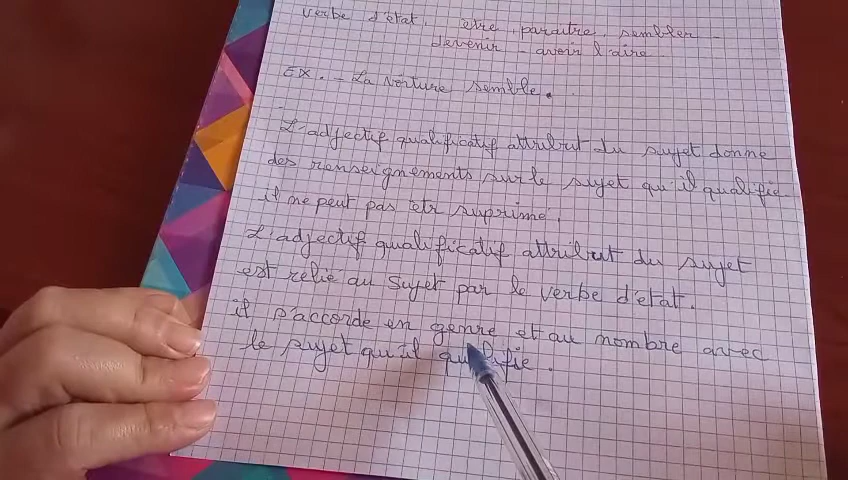 verbe d'état. être, paraître, sembler -
devenir - avoir l'aire
Ex. - La voiture semble.
L'adjectif qualificatif attribut du sujet donne
des renseignements sur le sujet qu'il qualifie
il ne peut pas êtr suprimé.
L'adjectif qualificatif attribut du sujet
est relié au sujet par le verbe d'état.
il s'accorde en genre et au nombre avec
le sujet qu'il qualifie.